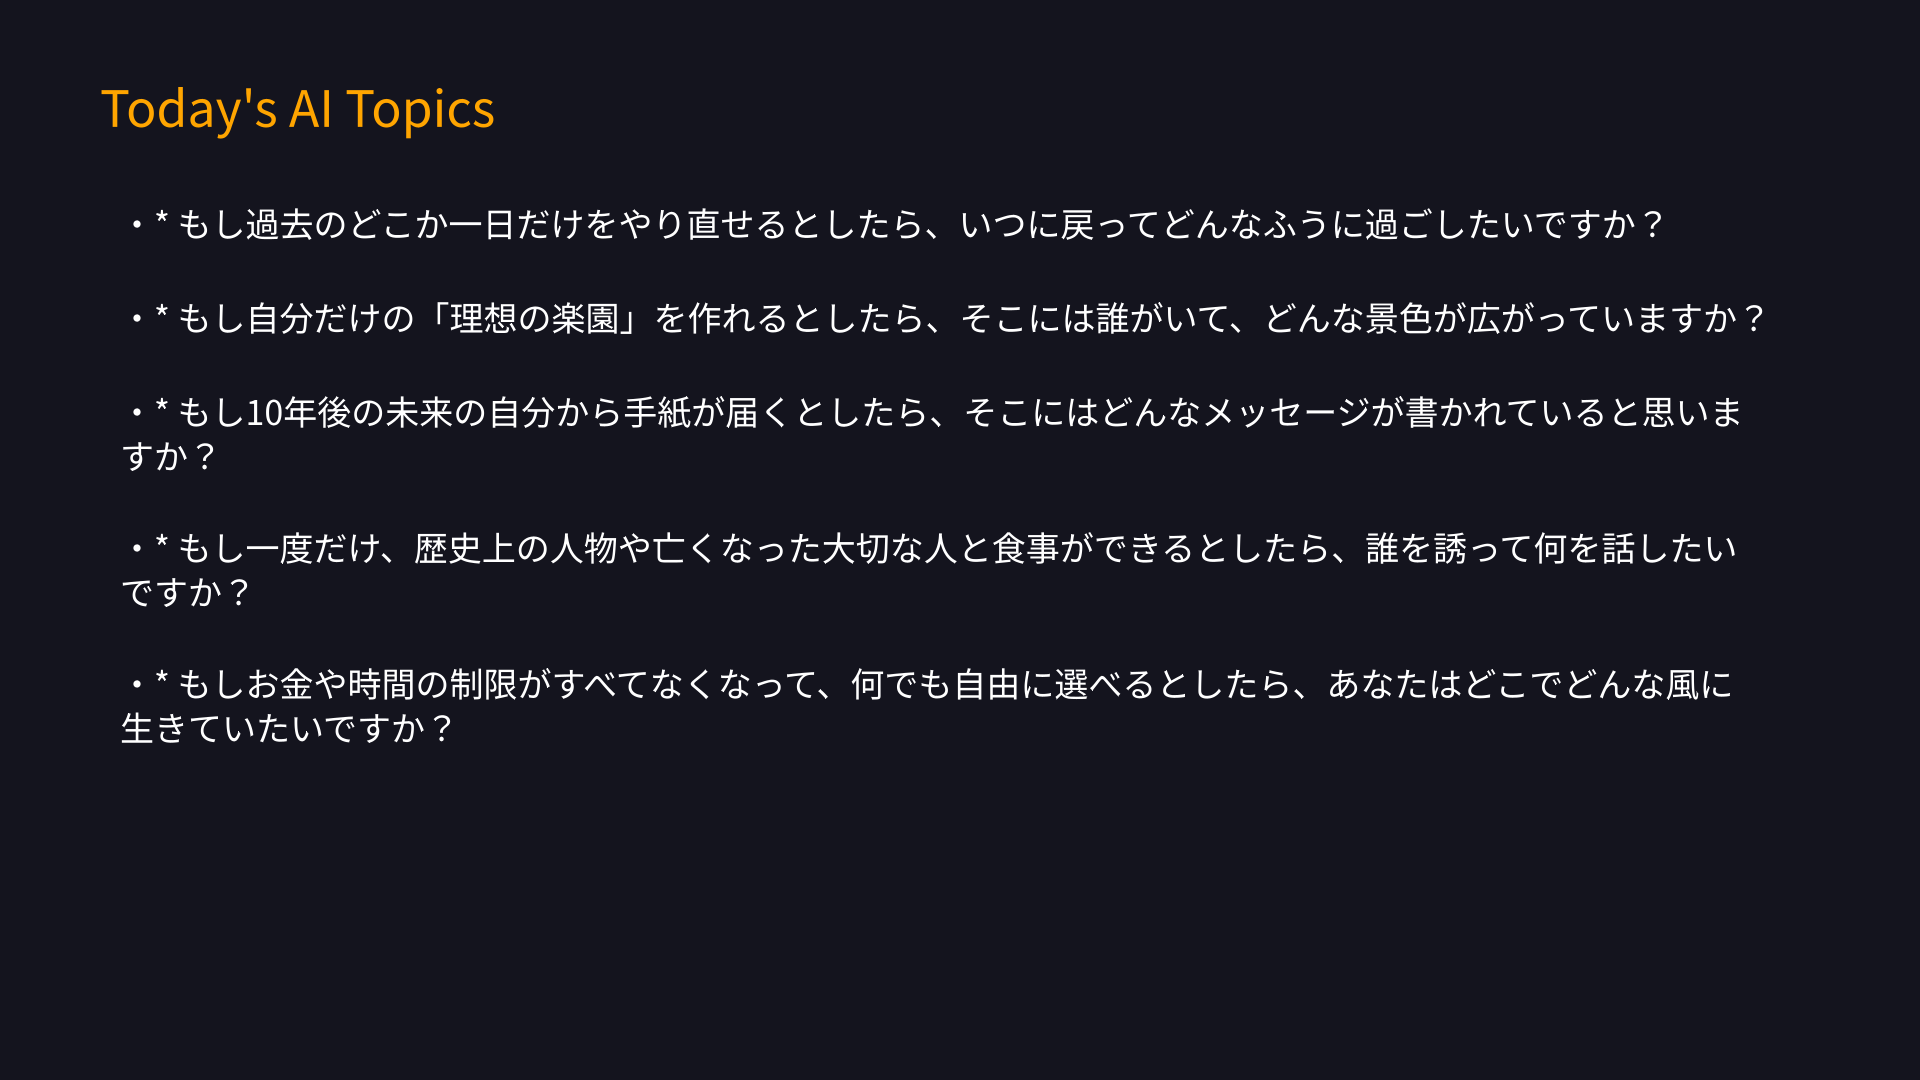 Today's AI Topics
・* もし過去のどこか一日だけをやり直せるとしたら、いつに戻ってどんなふうに過ごしたいですか？
・* もし自分だけの「理想の楽園」を作れるとしたら、そこには誰がいて、どんな景色が広がっていますか？
・* もし10年後の未来の自分から手紙が届くとしたら、そこにはどんなメッセージが書かれていると思いま
すか？
・* もし一度だけ、歴史上の人物や亡くなった大切な人と食事ができるとしたら、誰を誘って何を話したい
ですか？
・* もしお金や時間の制限がすべてなくなって、何でも自由に選べるとしたら、あなたはどこでどんな風に
生きていたいですか？